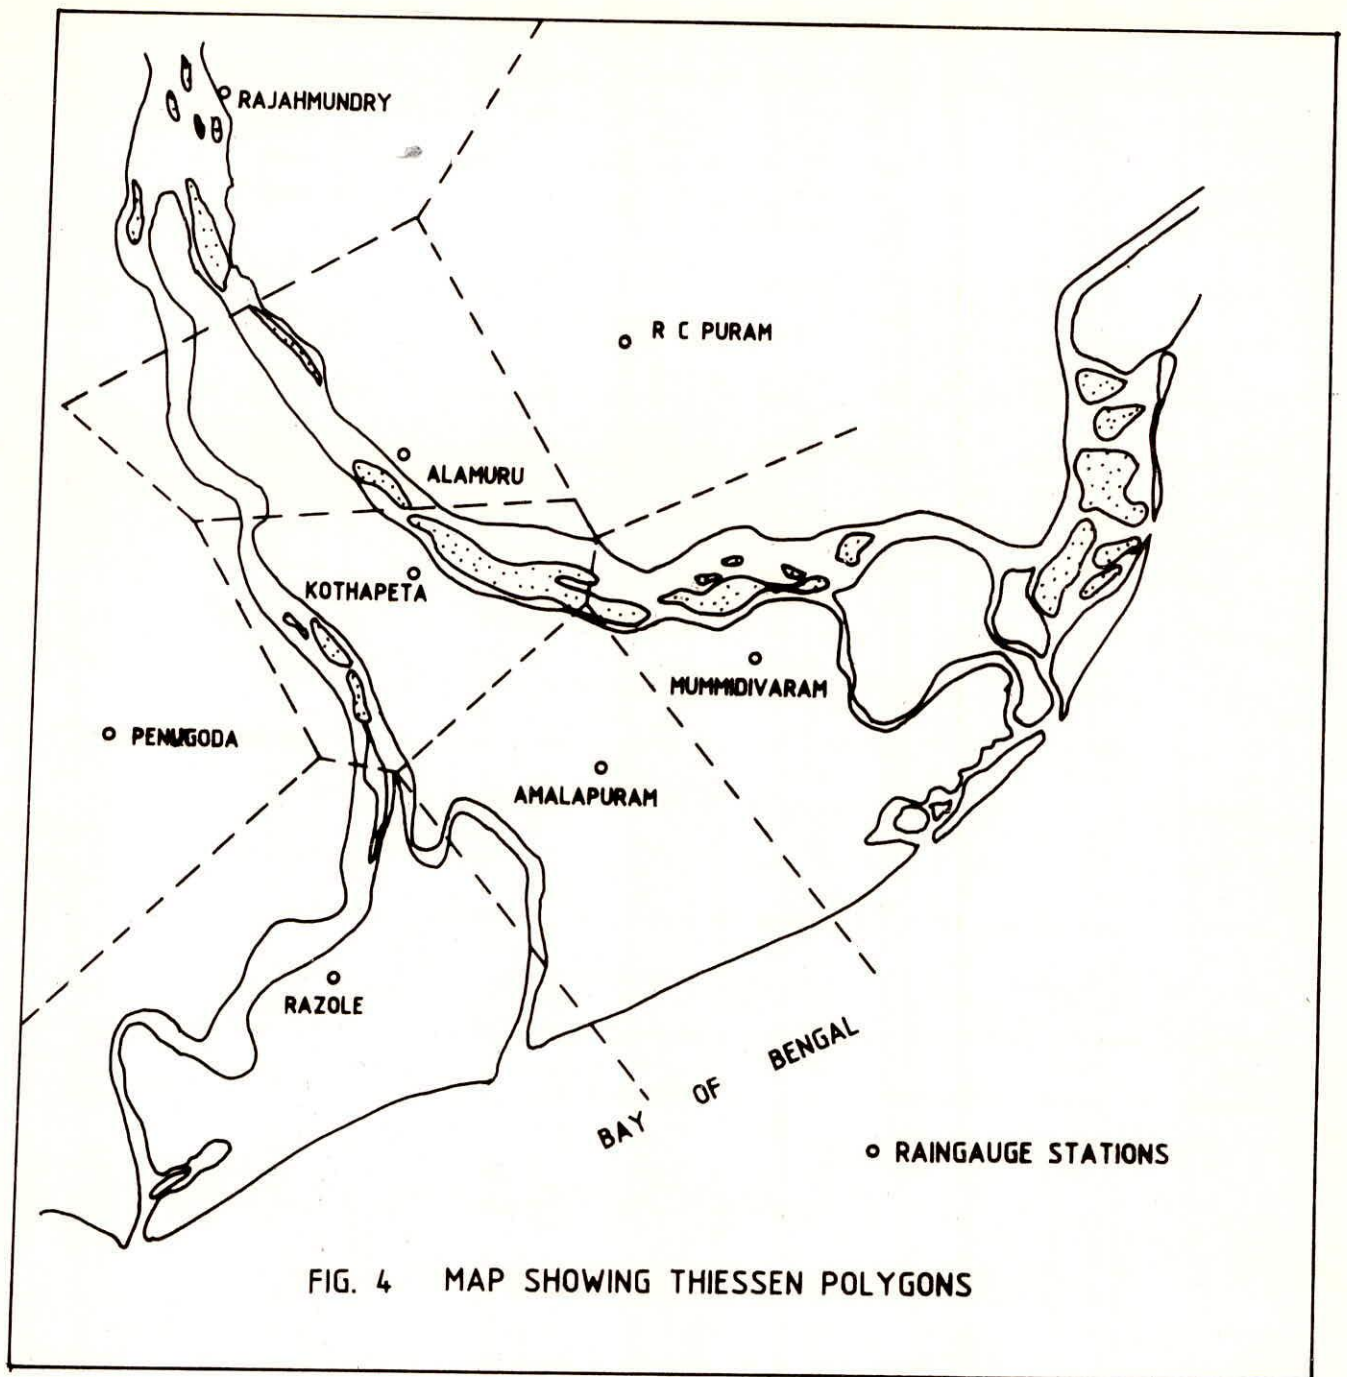 RAJAHMUNDRY
R C PURAM
ALAMURU
KOTHAPETA
MUMMIDIVARAM
PENUGODA
AMALAPURAM
RAZOLE
BAY OF BENGAL
RAINGAUGE STATIONS
FIG. 4 MAP SHOWING THIESSEN POLYGONS